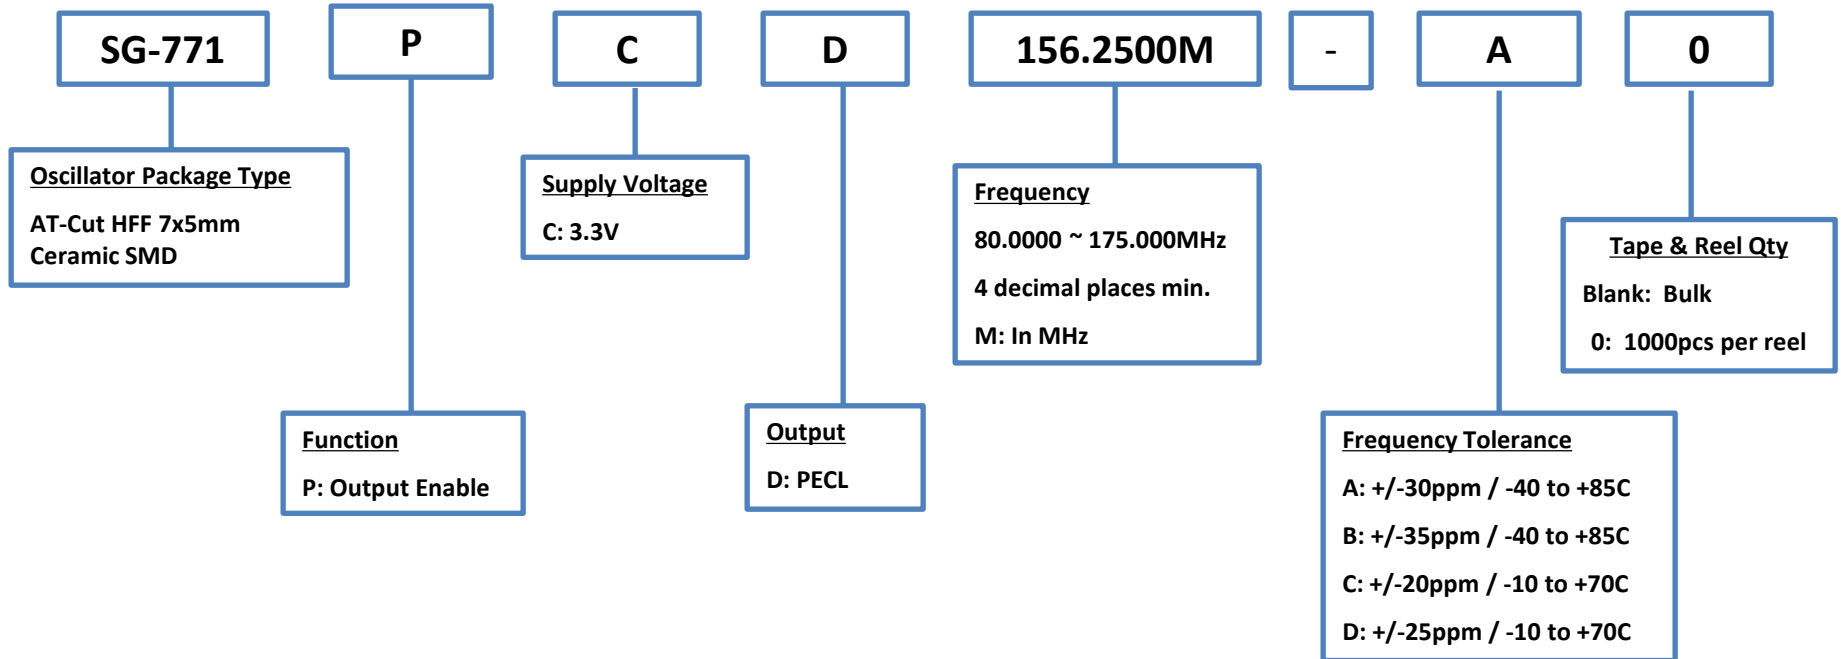 SG-771
P
C
D
156.2500M
-
A
0
Oscillator Package Type
AT-Cut HFF 7x5mm
Ceramic SMD
Function
P: Output Enable
Supply Voltage
C: 3.3V
Output
D: PECL
Frequency
80.0000 ~ 175.000MHz
4 decimal places min.
M: In MHz
Frequency Tolerance
A: +/-30ppm / -40 to +85C
B: +/-35ppm / -40 to +85C
C: +/-20ppm / -10 to +70C
D: +/-25ppm / -10 to +70C
Tape & Reel Qty
Blank: Bulk
0: 1000pcs per reel